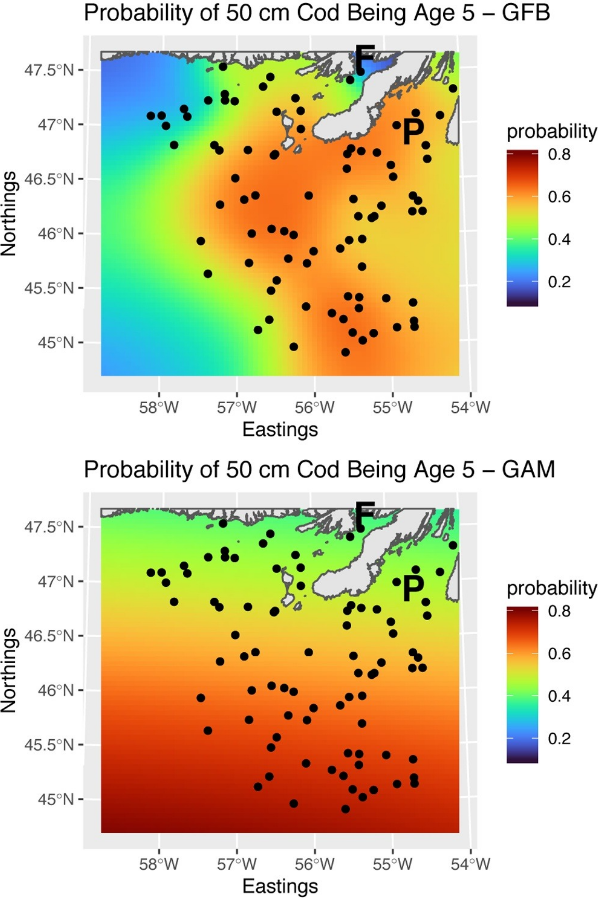 Probability of 50 cm Cod Being Age 5 – GFB
F
P
47.5°N
47°N
46.5°N
46°N
45.5°N
45°N
Northings
58°W 57°W 56°W 55°W 54°W
Eastings
probability
0.8
0.6
0.4
0.2
Probability of 50 cm Cod Being Age 5 – GAM
F
P
47.5°N
47°N
46.5°N
46°N
45.5°N
45°N
Northings
58°W 57°W 56°W 55°W 54°W
Eastings
probability
0.8
0.6
0.4
0.2